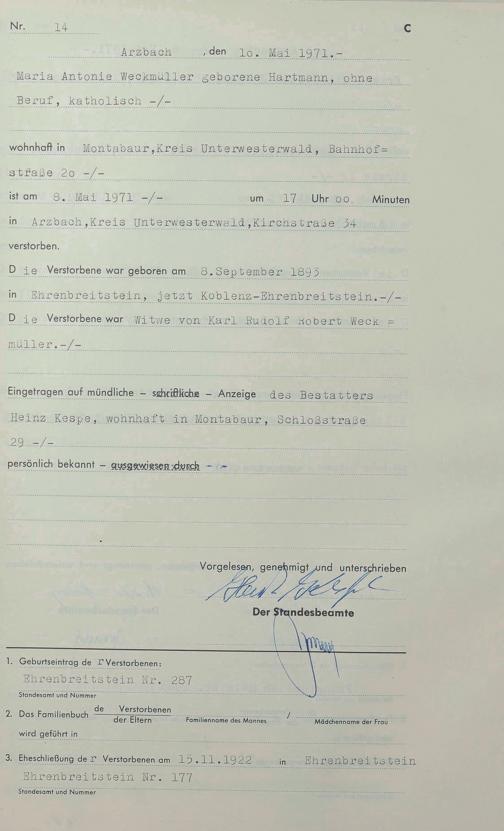 Nr. 14 C
Arzbach , den 10. Mai 1971.-
Maria Antonie Weckmüller geborene Hartmann, ohne
Beruf, katholisch -/-
wohnhaft in Montabaur,Kreis Unterwesterwald, Bahnhof=
straße 20 -/-
ist am 8. Mai 1971 -/- um 17 Uhr 00 Minuten
in Arzbach,Kreis Unterwesterwald,Kirchstraße 34
verstorben.
D ie Verstorbene war geboren am 8.September 1893
in Ehrenbreitstein, jetzt Koblenz-Ehrenbreitstein.-/-
D ie Verstorbene war Witwe von Karl Rudolf Robert Weck =
müller.-/-
Eingetragen auf mündliche – schriftliche – Anzeige des Bestatters
Heinz Kespe, wohnhaft in Montabaur, Schloßstraße
29 -/-
persönlich bekannt – ausgewiesen durch - -
Vorgelesen, genehmigt und unterschrieben
Der Standesbeamte
1. Geburtseintrag de r Verstorbenen:
Ehrenbreitstein Nr. 287
Standesamt und Nummer
2. Das Familienbuch de Verstorbenen / der Eltern Familienname des Mannes / Mädchenname der Frau
wird geführt in
3. Eheschließung de r Verstorbenen am 15.11.1922 in Ehrenbreitstein
Ehrenbreitstein Nr. 177
Standesamt und Nummer